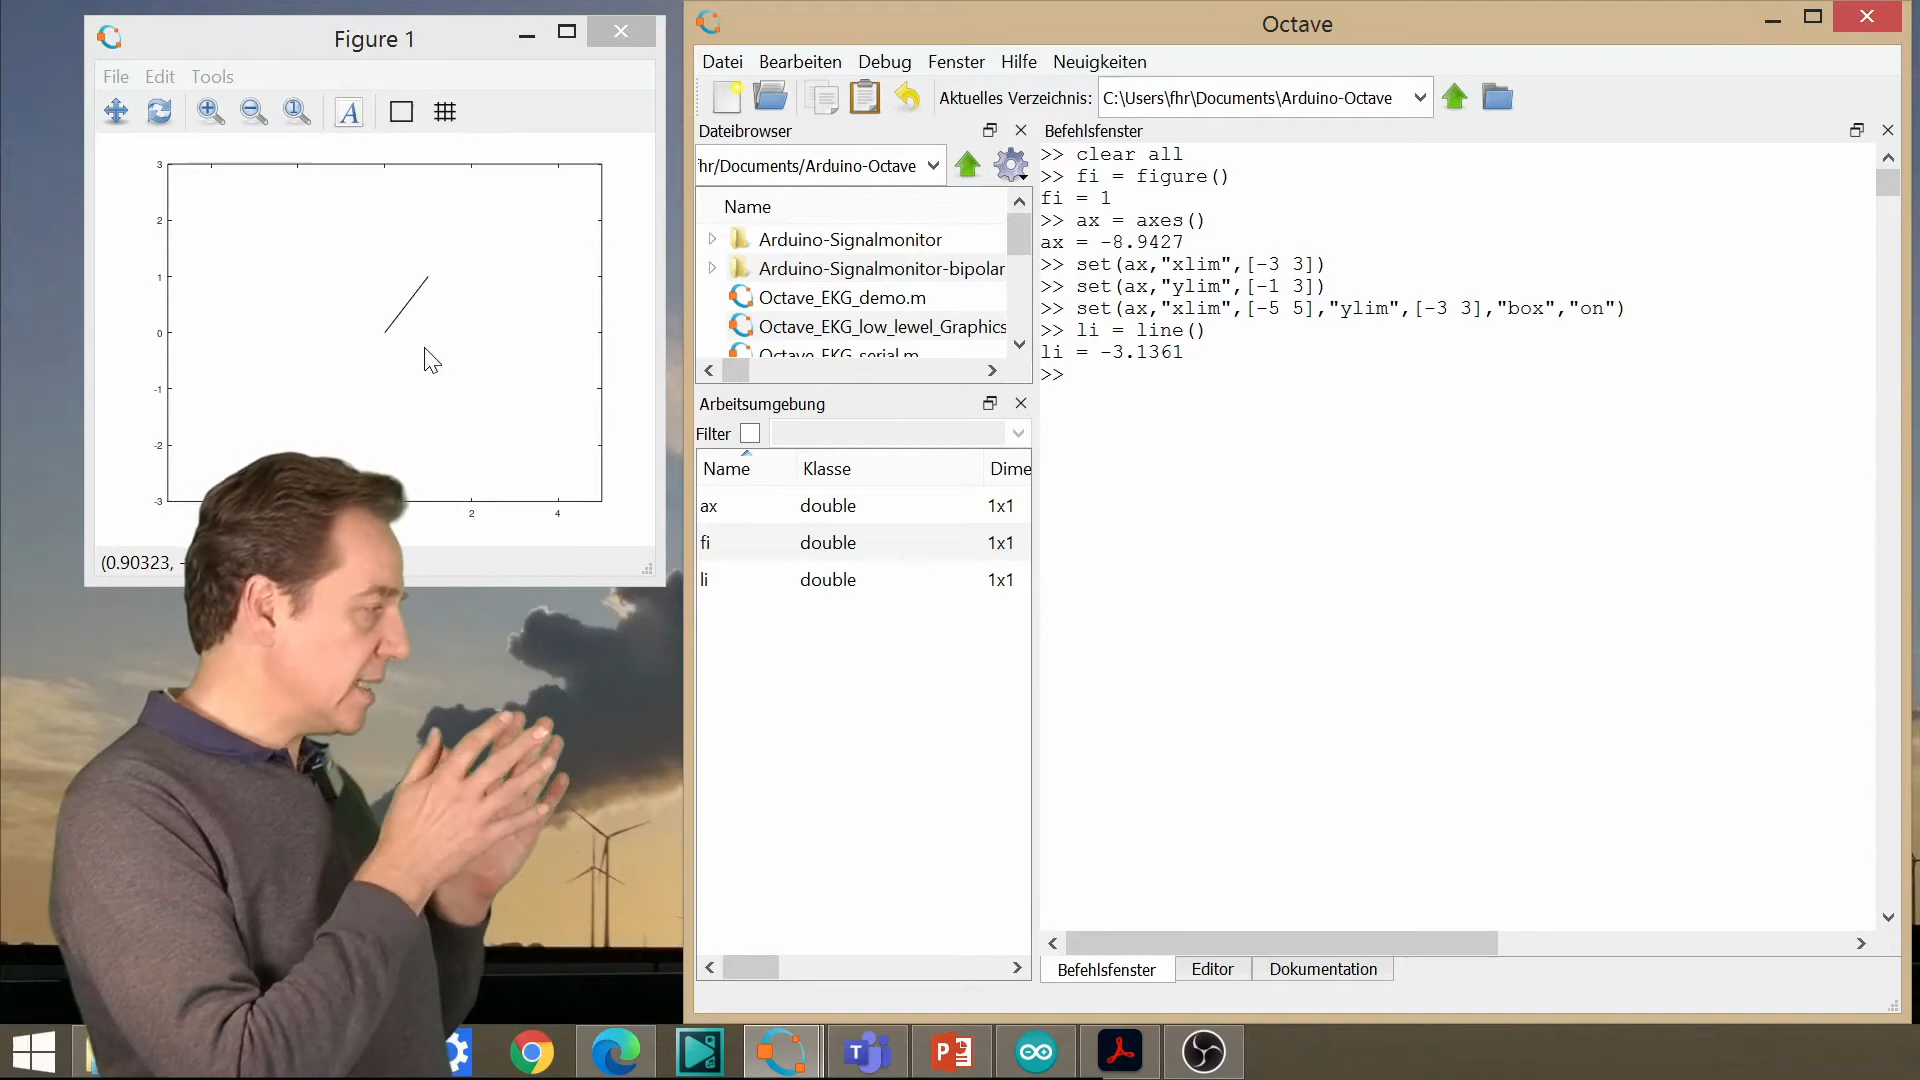 Figure 1
File Edit Tools
3
2
1
0
-1
-2
-3
2
4
(0.90323, -
Octave
Datei Bearbeiten Debug Fenster Hilfe Neuigkeiten
Aktuelles Verzeichnis: C:\Users\fhr\Documents\Arduino-Octave
Dateibrowser
hr/Documents/Arduino-Octave
Name
Arduino-Signalmonitor
Arduino-Signalmonitor-bipolar
Octave_EKG_demo.m
Octave_EKG_low_lewel_Graphics
Octave_EKG_serial.m
Arbeitsumgebung
Filter
Name Klasse Dime
ax double 1x1
fi double 1x1
li double 1x1
Befehlsfenster
>> clear all
>> fi = figure()
fi = 1
>> ax = axes()
ax = -8.9427
>> set(ax,"xlim",[-3 3])
>> set(ax,"ylim",[-1 3])
>> set(ax,"xlim",[-5 5],"ylim",[-3 3],"box","on")
>> li = line()
li = -3.1361
>>
Befehlsfenster Editor Dokumentation